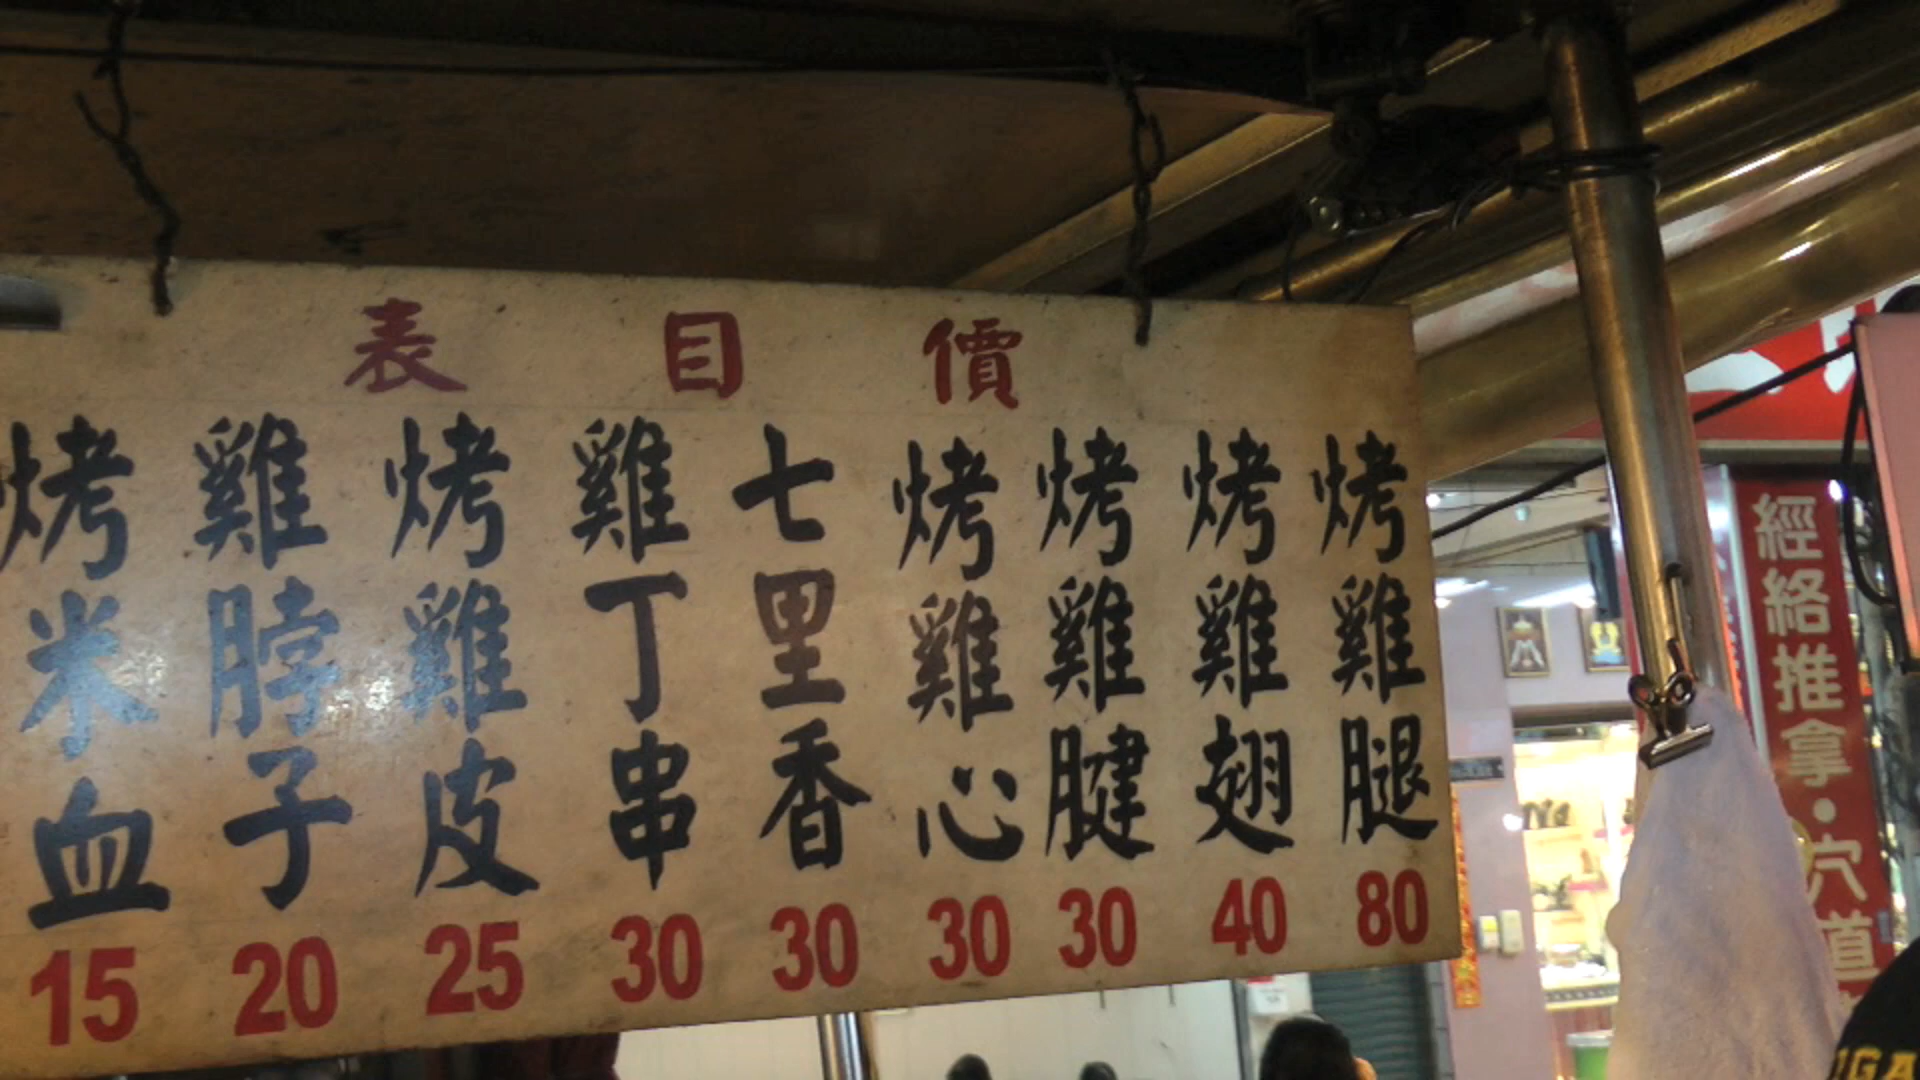 價目表
烤雞腿 80
烤雞翅 40
烤雞腱 30
烤雞心 30
七里香 30
雞丁串 30
烤雞皮 25
雞脖子 20
烤米血 15
經絡推拿•穴道
IGA